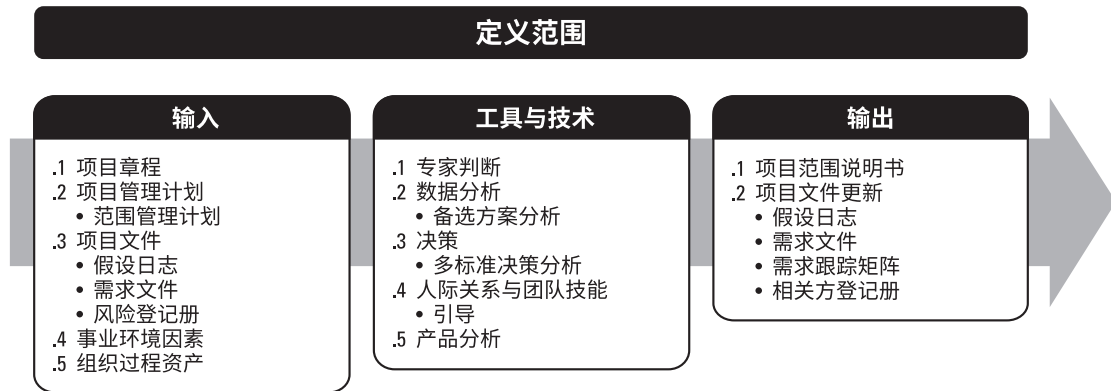 定义范围
输入
.1 项目章程
.2 项目管理计划
• 范围管理计划
.3 项目文件
• 假设日志
• 需求文件
• 风险登记册
.4 事业环境因素
.5 组织过程资产
工具与技术
.1 专家判断
.2 数据分析
• 备选方案分析
.3 决策
• 多标准决策分析
.4 人际关系与团队技能
• 引导
.5 产品分析
输出
.1 项目范围说明书
.2 项目文件更新
• 假设日志
• 需求文件
• 需求跟踪矩阵
• 相关方登记册